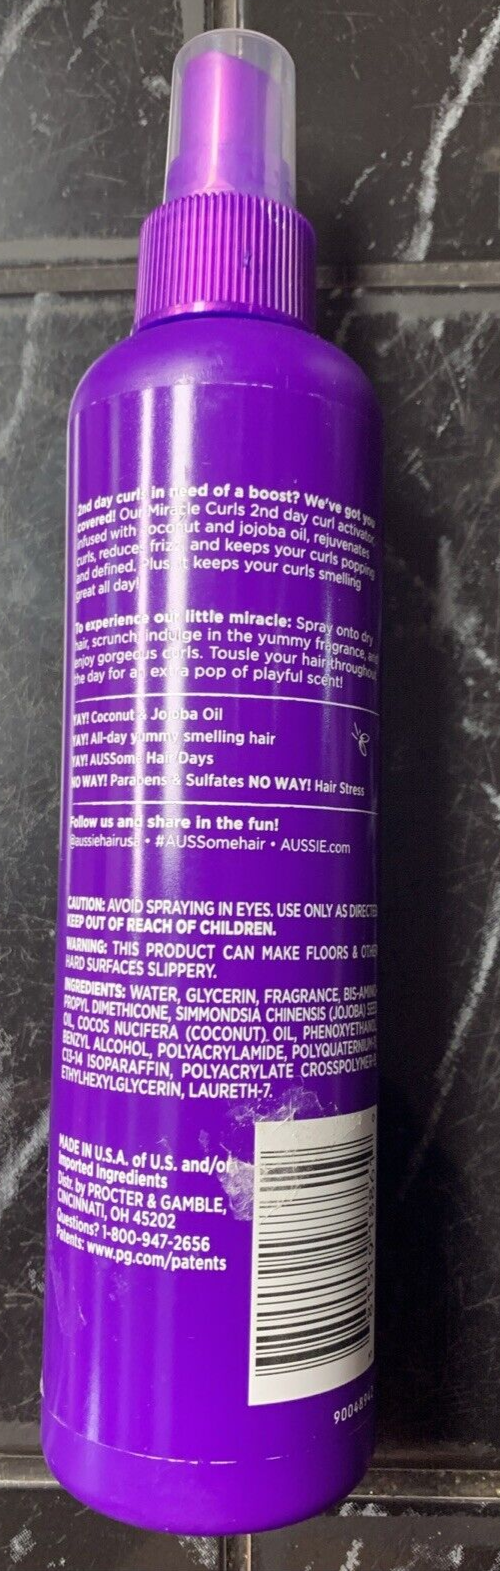 2nd day curls in need of a boost? We've got you
covered! Our Miracle Curls 2nd day curl activator,
infused with coconut and jojoba oil, rejuvenates
curls, reduces frizz and keeps your curls popping
and defined. Plus, it keeps your curls smelling
great all day!
To experience our little miracle: Spray onto dry
hair, scrunch, indulge in the yummy fragrance, and
enjoy gorgeous curls. Tousle your hair throughout
the day for an extra pop of playful scent!
YAY! Coconut & Jojoba Oil
YAY! All-day yummy smelling hair
YAY! AUSSome Hair Days
NO WAY! Parabens & Sulfates NO WAY! Hair Stress
Follow us and share in the fun!
@aussiehairusa • #AUSSomehair • AUSSIE.com
CAUTION: AVOID SPRAYING IN EYES. USE ONLY AS DIRECTED.
KEEP OUT OF REACH OF CHILDREN.
WARNING: THIS PRODUCT CAN MAKE FLOORS & OTHER
HARD SURFACES SLIPPERY.
INGREDIENTS: WATER, GLYCERIN, FRAGRANCE, BIS-AMINO
PROPYL DIMETHICONE, SIMMONDSIA CHINENSIS (JOJOBA) SEED
OIL, COCOS NUCIFERA (COCONUT) OIL, PHENOXYETHANOL,
BENZYL ALCOHOL, POLYACRYLAMIDE,
C13-14 ISOPARAFFIN, POLYACRYLATE
ETHYLHEXYLGLYCERIN, LAURETH-7.
MADE IN U.S.A. of U.S. and/or
Imported Ingredients
Distr. by PROCTER & GAMBLE,
CINCINNATI, OH 45202
Questions? 1-800-947-2656
Patents: www.pg.com/patents